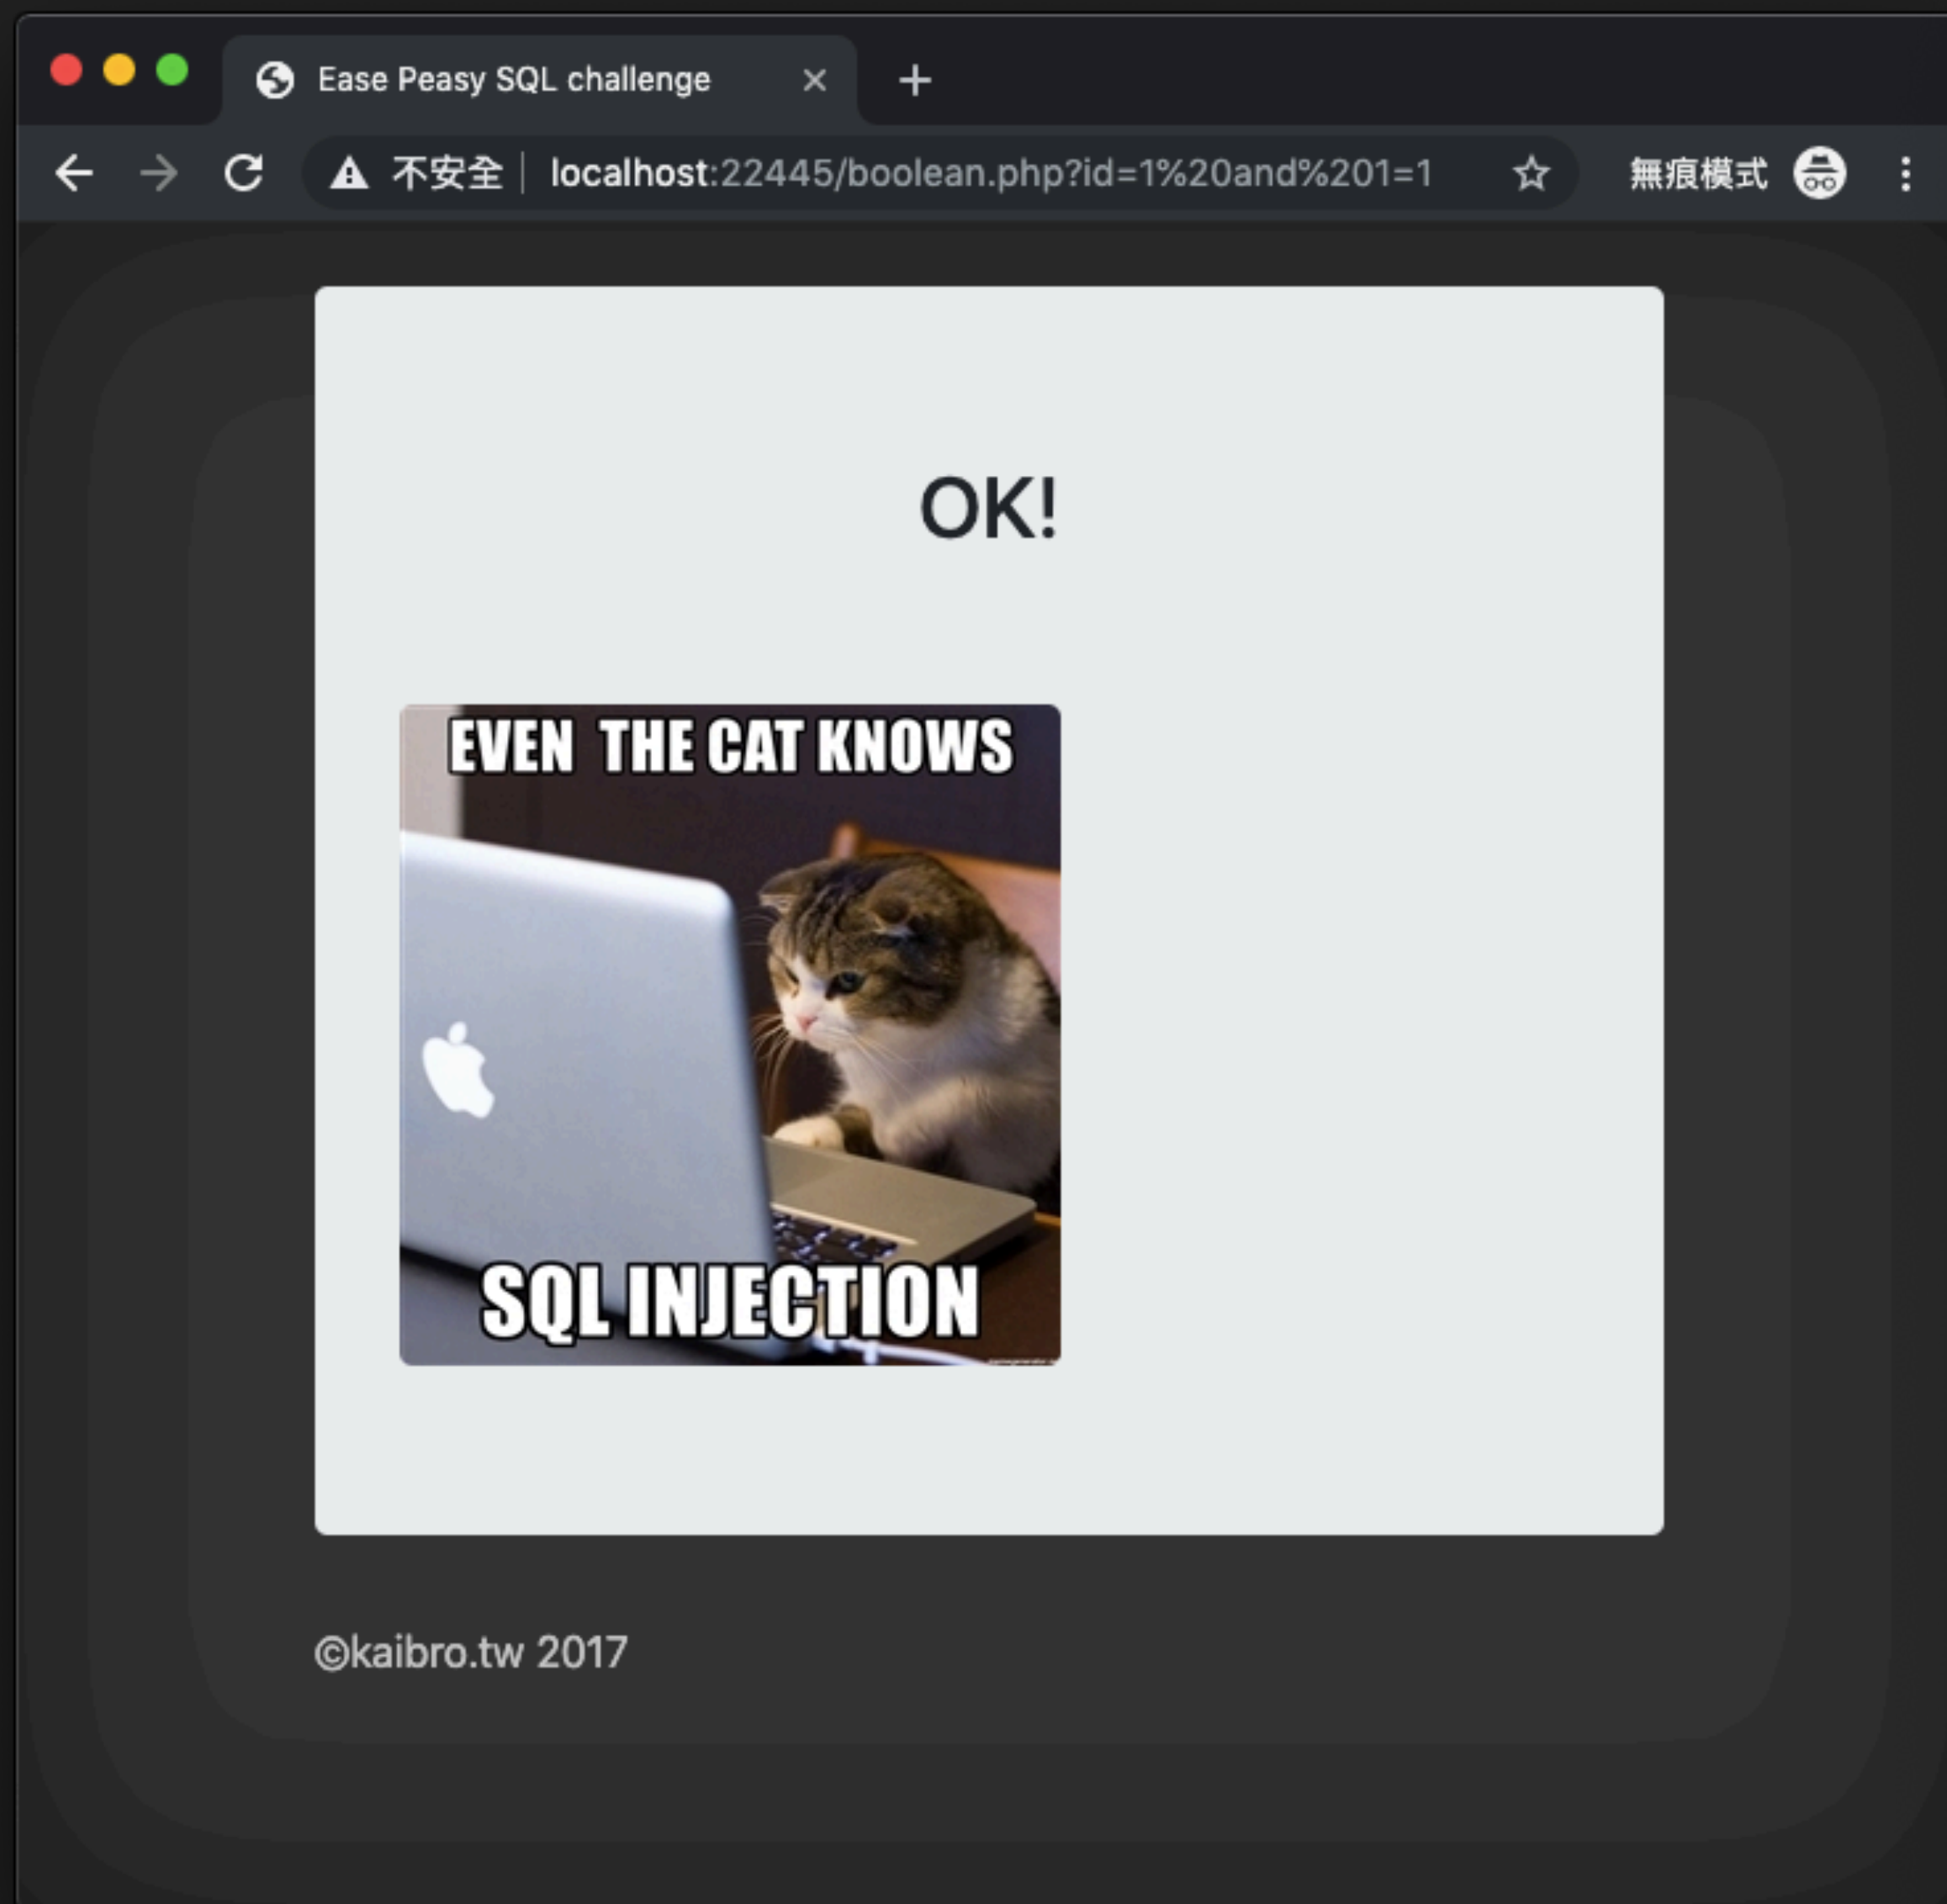 Ease Peasy SQL challenge
不安全 localhost:22445/boolean.php?id=1%20and%201=1 無痕模式
OK!
EVEN THE CAT KNOWS
SQL INJECTION
©kaibro.tw 2017